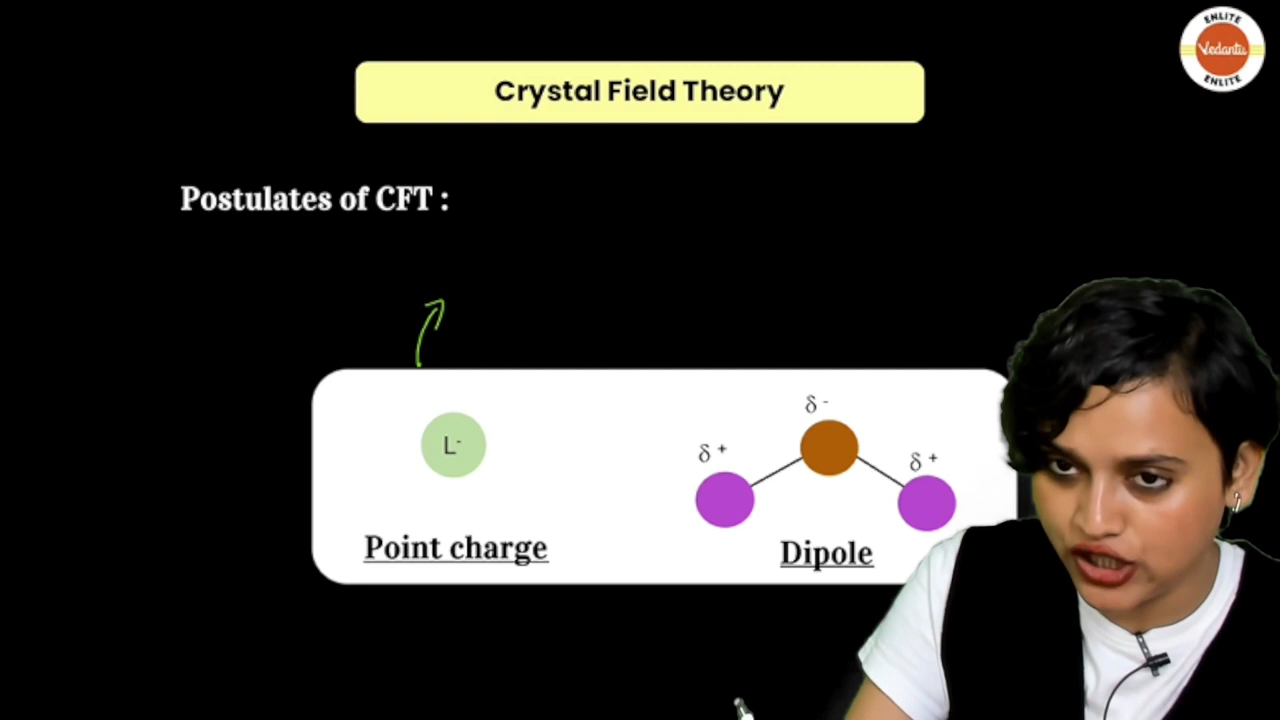 ENLITE
Vedantu
ENLITE
Crystal Field Theory
Postulates of CFT :
δ -
δ +
δ +
L-
Point charge
Dipole